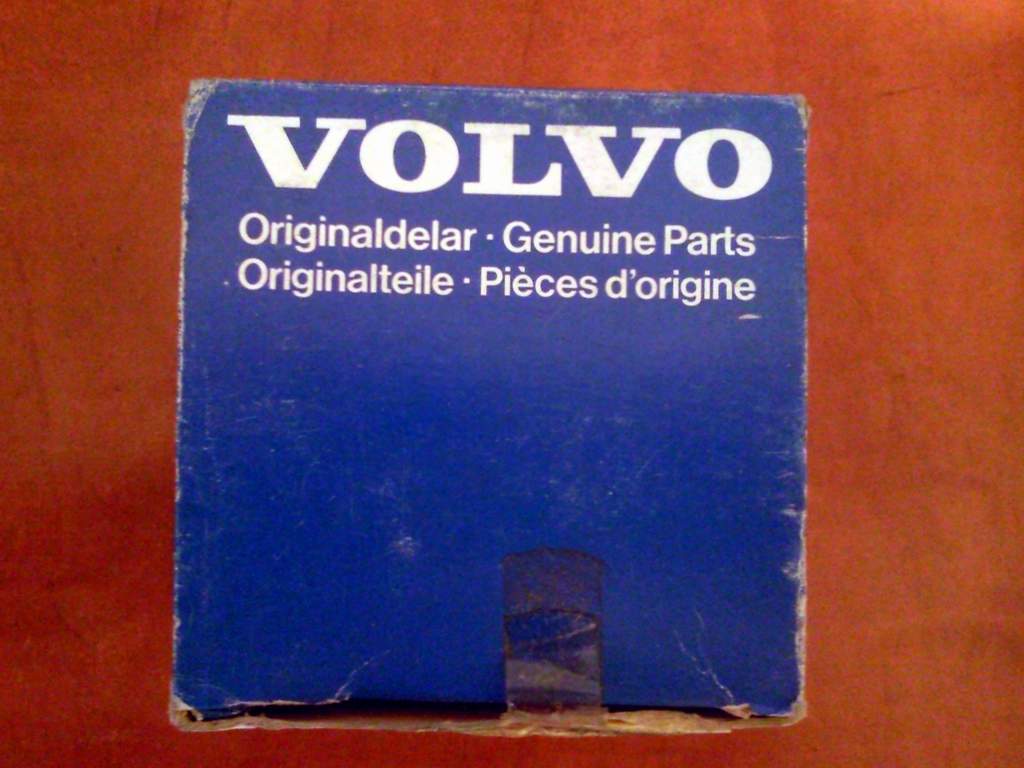 VOLVO
Originaldelar · Genuine Parts
Originalteile · Pièces d'origine